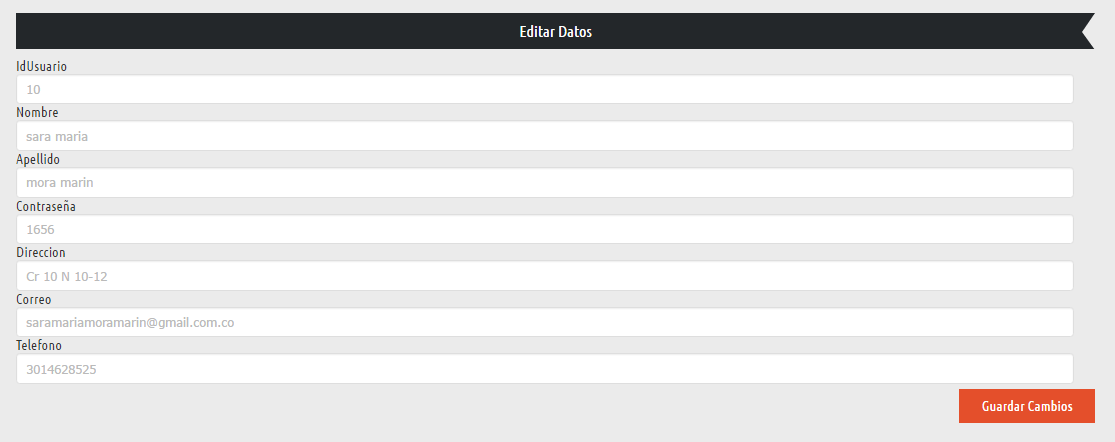 Editar Datos
IdUsuario
10
Nombre
sara maria
Apellido
mora marin
Contraseña
1656
Direccion
Cr 10 N 10-12
Correo
saramariamoramarin@gmail.com.co
Telefono
3014628525
Guardar Cambios